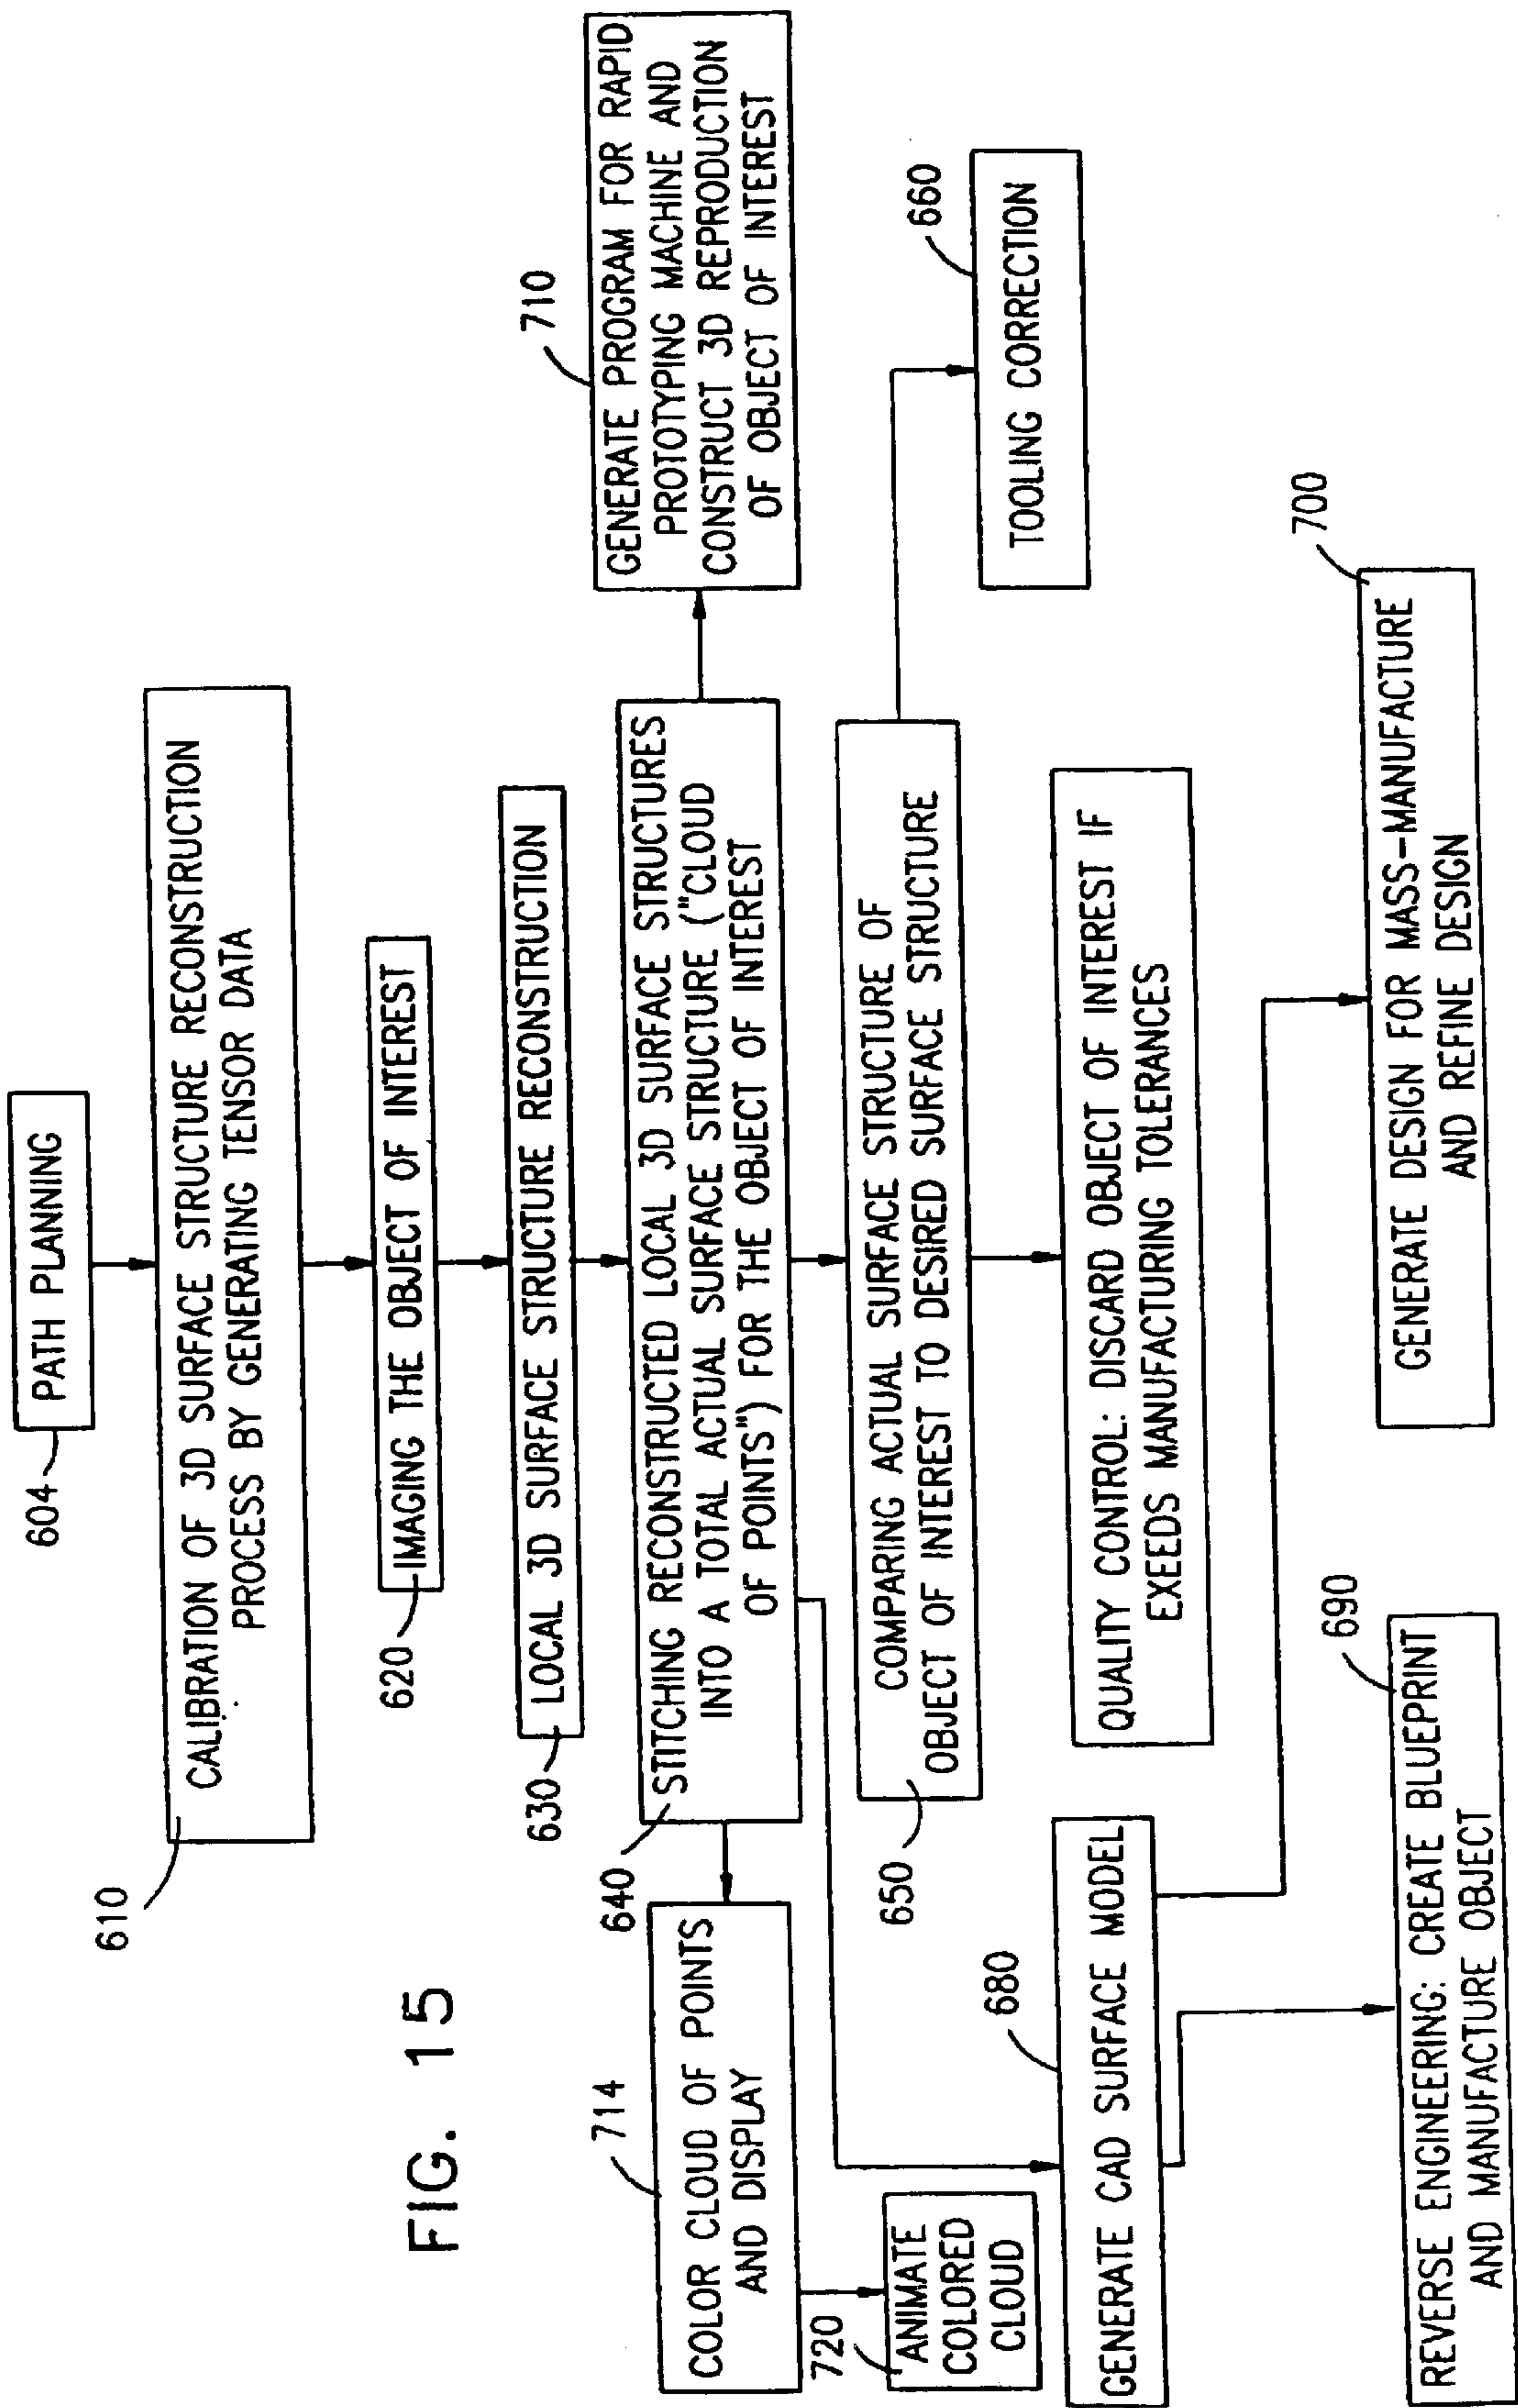 FIG. 15
604
PATH PLANNING
610
CALIBRATION OF 3D SURFACE STRUCTURE RECONSTRUCTION
PROCESS BY GENERATING TENSOR DATA
620
IMAGING THE OBJECT OF INTEREST
630
LOCAL 3D SURFACE STRUCTURE RECONSTRUCTION
640
STITCHING RECONSTRUCTED LOCAL 3D SURFACE STRUCTURES
INTO A TOTAL ACTUAL SURFACE STRUCTURE ("CLOUD
OF POINTS") FOR THE OBJECT OF INTEREST
710
GENERATE PROGRAM FOR RAPID
PROTOTYPING MACHINE AND
CONSTRUCT 3D REPRODUCTION
OF OBJECT OF INTEREST
714
COLOR CLOUD OF POINTS
AND DISPLAY
720
ANIMATE
COLORED
CLOUD
650
COMPARING ACTUAL SURFACE STRUCTURE OF
OBJECT OF INTEREST TO DESIRED SURFACE STRUCTURE
660
TOOLING CORRECTION
680
GENERATE CAD SURFACE MODEL
QUALITY CONTROL: DISCARD OBJECT OF INTEREST IF
EXEEDS MANUFACTURING TOLERANCES
690
REVERSE ENGINEERING: CREATE BLUEPRINT
AND MANUFACTURE OBJECT
700
GENERATE DESIGN FOR MASS-MANUFACTURE
AND REFINE DESIGN